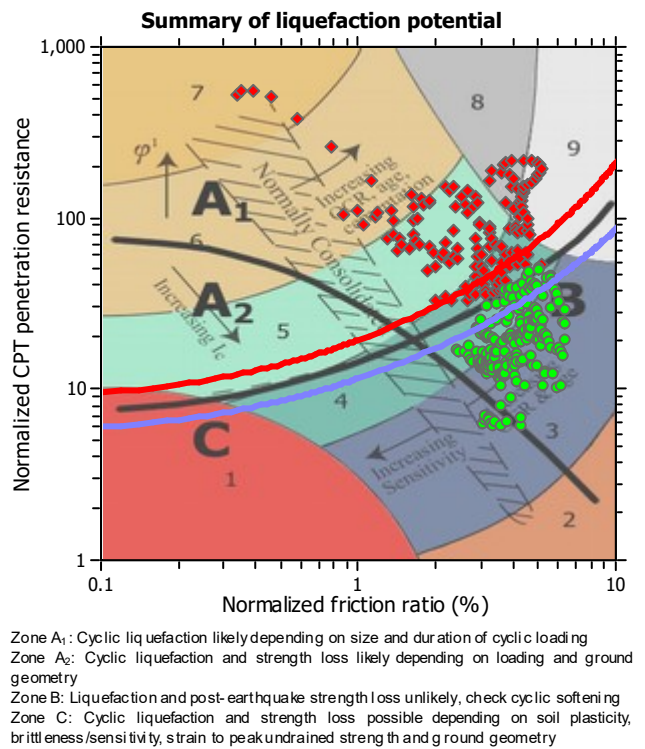 Summary of liquefaction potential
1,000
7
8
9
φ'
Increasing
OCR, age,
cementation
A1
Normally Consolidated
100
6
A2
B
Increasing Ic
5
10
4
3
C
Increasing
Sensitivity
1
2
1
0.1
1
10
Normalized CPT penetration resistance
Normalized friction ratio (%)
Zone A1: Cyclic liquefaction likely depending on size and duration of cyclic loading
Zone A2: Cyclic liquefaction and strength loss likely depending on loading and ground
geometry
Zone B: Liquefaction and post-earthquake strength loss unlikely, check cyclic softening
Zone C: Cyclic liquefaction and strength loss possible depending on soil plasticity,
brittleness/sensitivity, strain to peak undrained strength and ground geometry